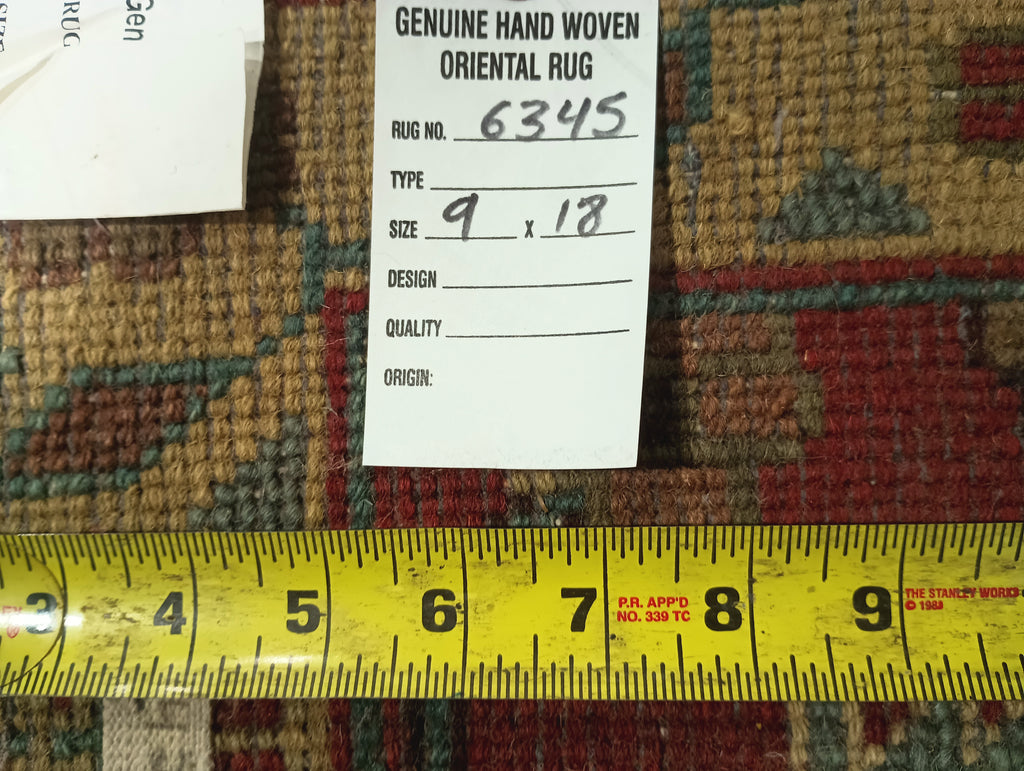 Gen
RUG
SIZE
GENUINE HAND WOVEN
ORIENTAL RUG
RUG NO. 6345
TYPE
SIZE 9 X 18
DESIGN
QUALITY
ORIGIN:
3 4 5 6 7 8 9
P.R. APP'D
NO. 339 TC
THE STANLEY WORKS
© 1983